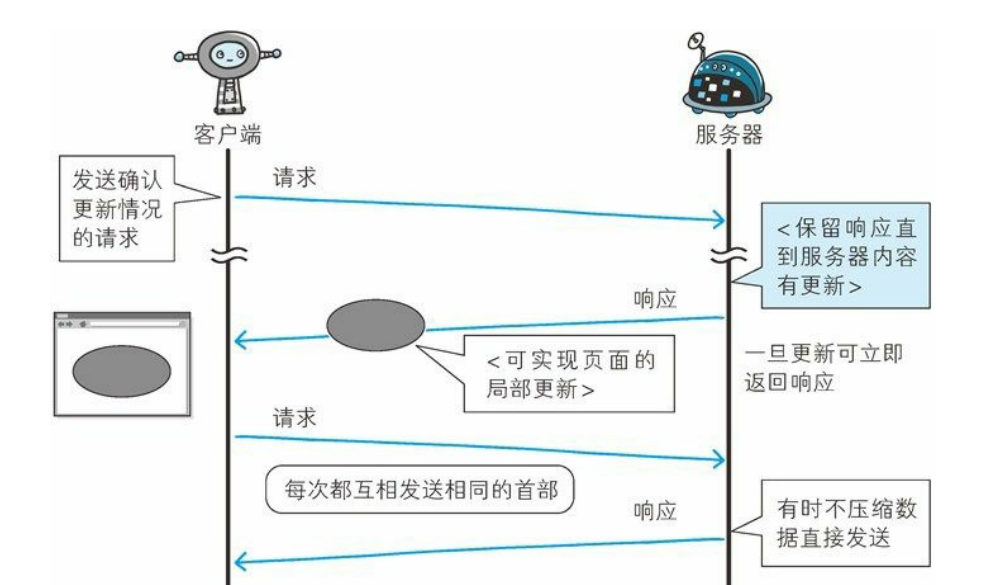 客户端
服务器
发送确认
更新情况
的请求
请求
<保留响应直
到服务器内容
有更新>
响应
<可实现页面的
局部更新>
一旦更新可立即
返回响应
请求
每次都互相发送相同的首部
响应
有时不压缩数
据直接发送